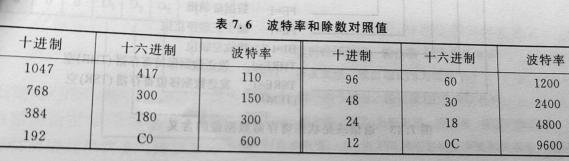 表 7.6 波特率和除数对照值
十进制 十六进制 波特率 十进制 十六进制 波特率
1047 417 110 96 60 1200
768 300 150 48 30 2400
384 180 300 24 18 4800
192 C0 600 12 0C 9600